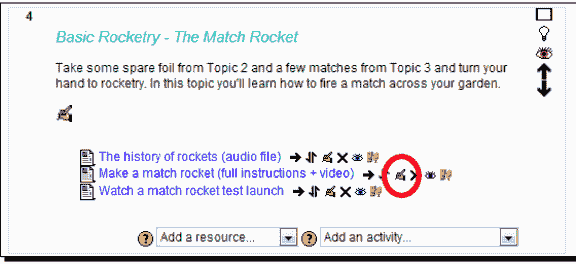 4
Basic Rocketry - The Match Rocket
Take some spare foil from Topic 2 and a few matches from Topic 3 and turn your
hand to rocketry. In this topic you'll learn how to fire a match across your garden.
The history of rockets (audio file)
Make a match rocket (full instructions + video)
Watch a match rocket test launch
? Add a resource... ? Add an activity...